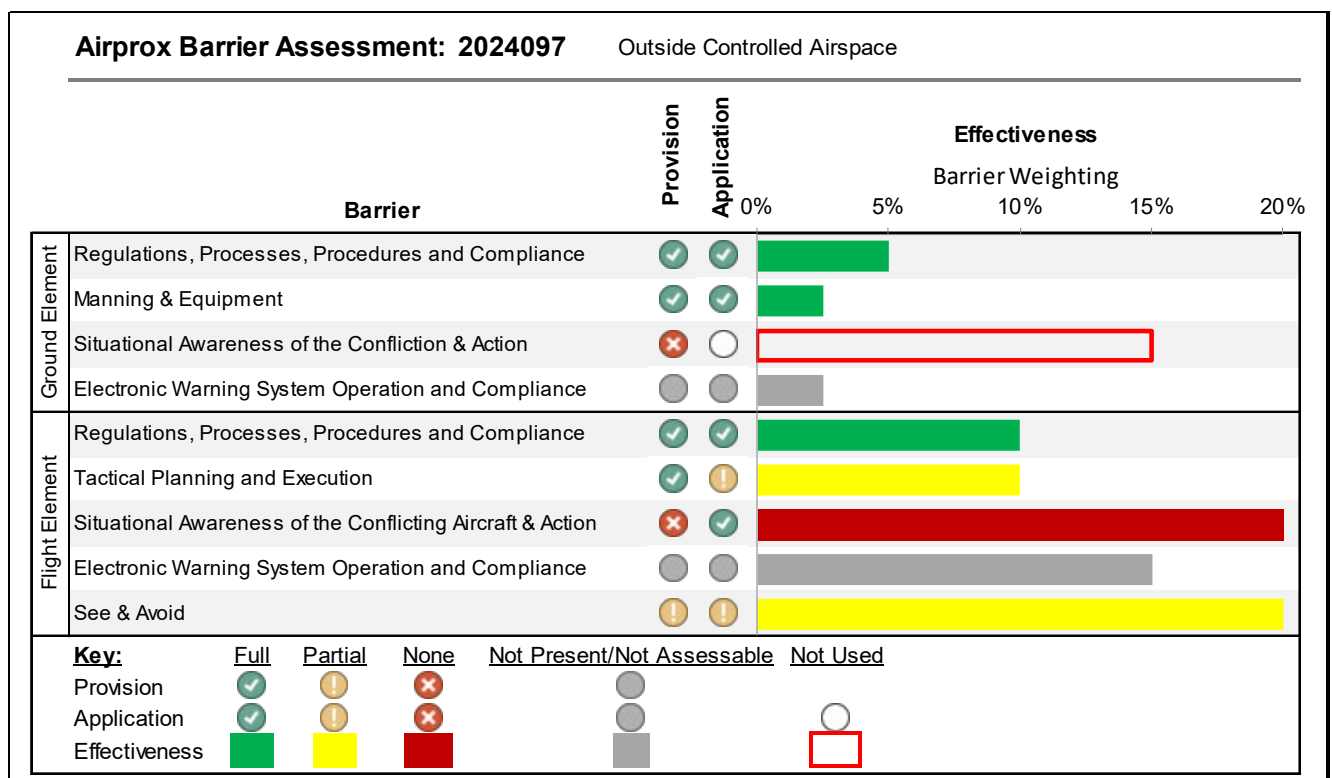 Airprox Barrier Assessment: 2024097 Outside Controlled Airspace
Provision
Application
Effectiveness
Barrier Weighting
Barrier
0% 5% 10% 15% 20%
Ground Element
Regulations, Processes, Procedures and Compliance
Manning & Equipment
Situational Awareness of the Confliction & Action
Electronic Warning System Operation and Compliance
Flight Element
Regulations, Processes, Procedures and Compliance
Tactical Planning and Execution
Situational Awareness of the Conflicting Aircraft & Action
Electronic Warning System Operation and Compliance
See & Avoid
Key: Full Partial None Not Present/Not Assessable Not Used
Provision
Application
Effectiveness